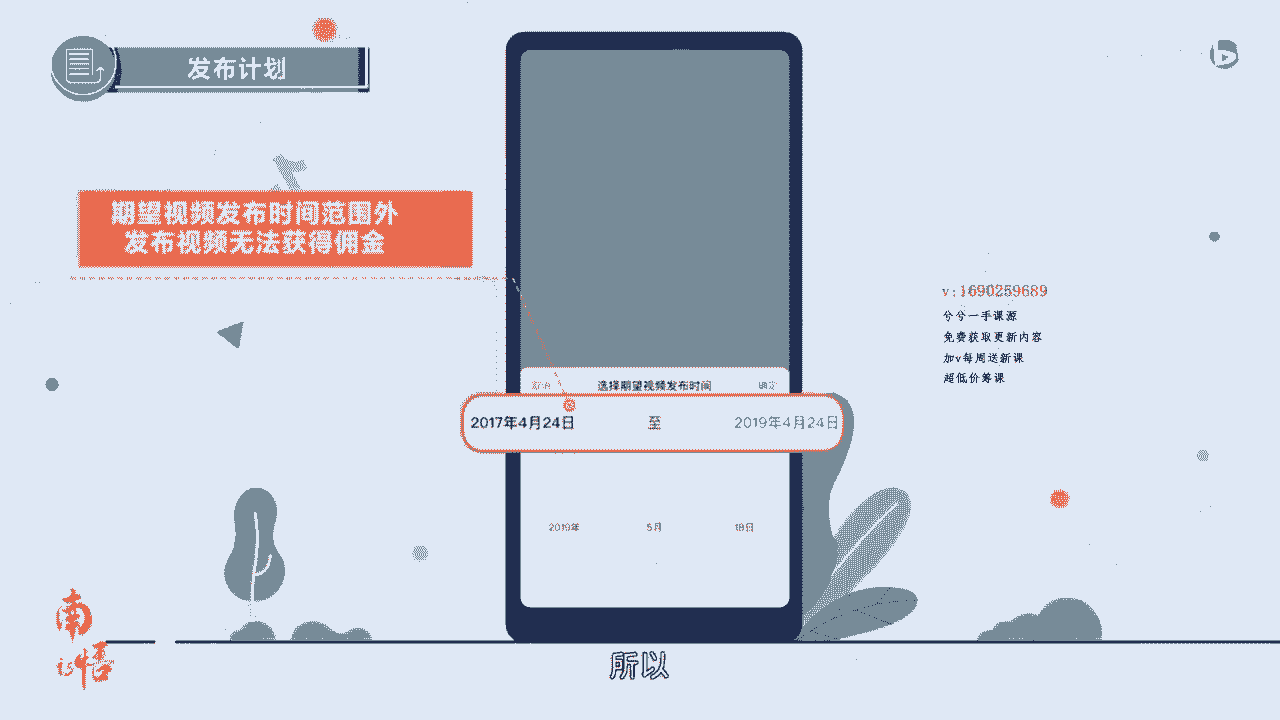 发布计划
期望视频发布时间范围外
发布视频无法获得佣金
v:1690259689
兮兮一手课源
免费获取更新内容
加v每周送新课
超低价筹课
选择期望视频发布时间
确定
2017年4月24日
至
2019年4月24日
2019年
5月
18日
南
悟
所以